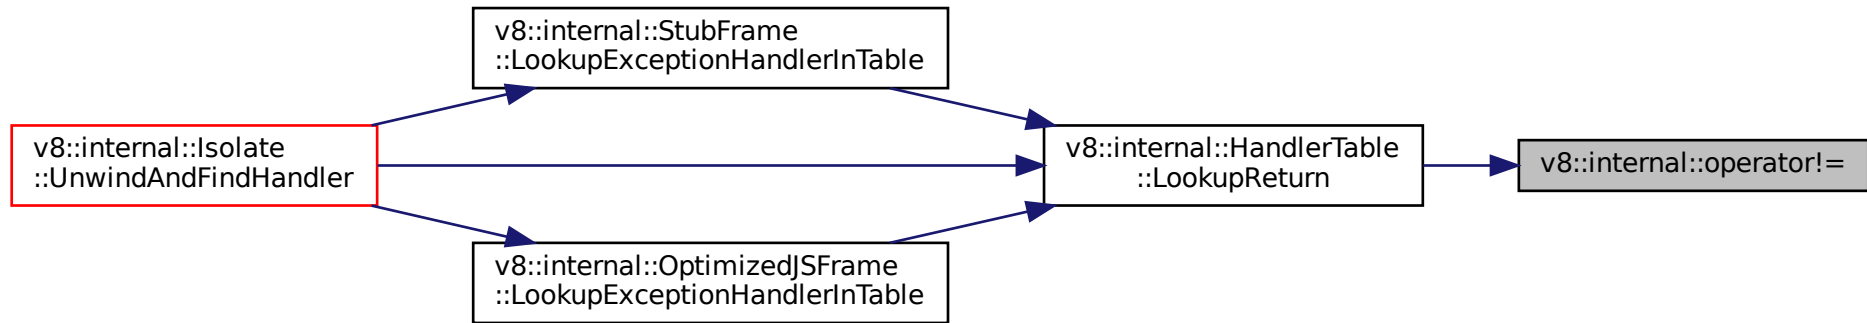 v8::internal::StubFrame
::LookupExceptionHandlerInTable
v8::internal::Isolate
::UnwindAndFindHandler
v8::internal::HandlerTable
::LookupReturn
v8::internal::operator!=
v8::internal::OptimizedJSFrame
::LookupExceptionHandlerInTable